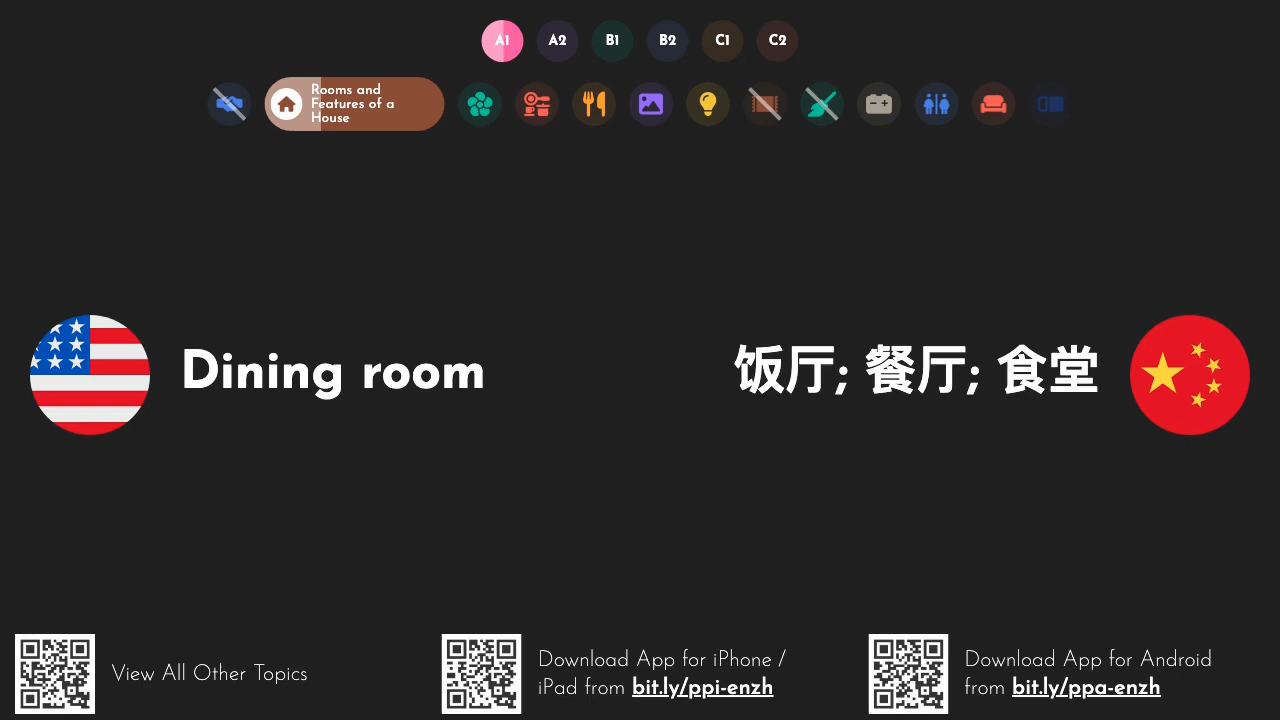 A1 A2 B1 B2 C1 C2
Rooms and
Features of a
House
Dining room
饭厅; 餐厅; 食堂
View All Other Topics
Download App for iPhone /
iPad from bit.ly/ppi-enzh
Download App for Android
from bit.ly/ppa-enzh